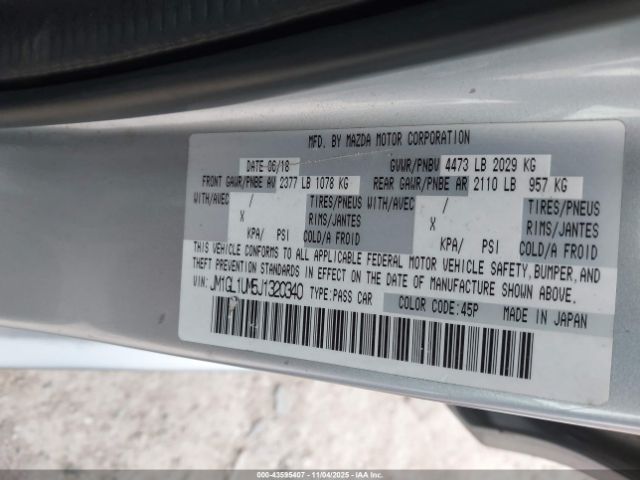 MFD. BY MAZDA MOTOR CORPORATION
DATE 06/18 GVWR/PNBV 4473 LB 2029 KG
FRONT GAWR/PNBE AV 2377 LB 1078 KG REAR GAWR/PNBE AR 2110 LB 957 KG
WITH/AVEC / TIRES/PNEUS WITH/AVEC / TIRES/PNEUS
X RIMS/JANTES X RIMS/JANTES
KPA/ PSI COLD/A FROID KPA/ PSI COLD/A FROID
THIS VEHICLE CONFORMS TO ALL APPLICABLE FEDERAL MOTOR VEHICLE SAFETY, BUMPER, AND
THEFT PREVENTION STANDARDS IN EFFECT ON THE DATE OF MANUFACTURE SHOWN ABOVE.
VIN: JM1GL1UM5J1320340 TYPE:PASS CAR COLOR CODE:45P MADE IN JAPAN
000-43595407 - 11/04/2025 - IAAI.COM